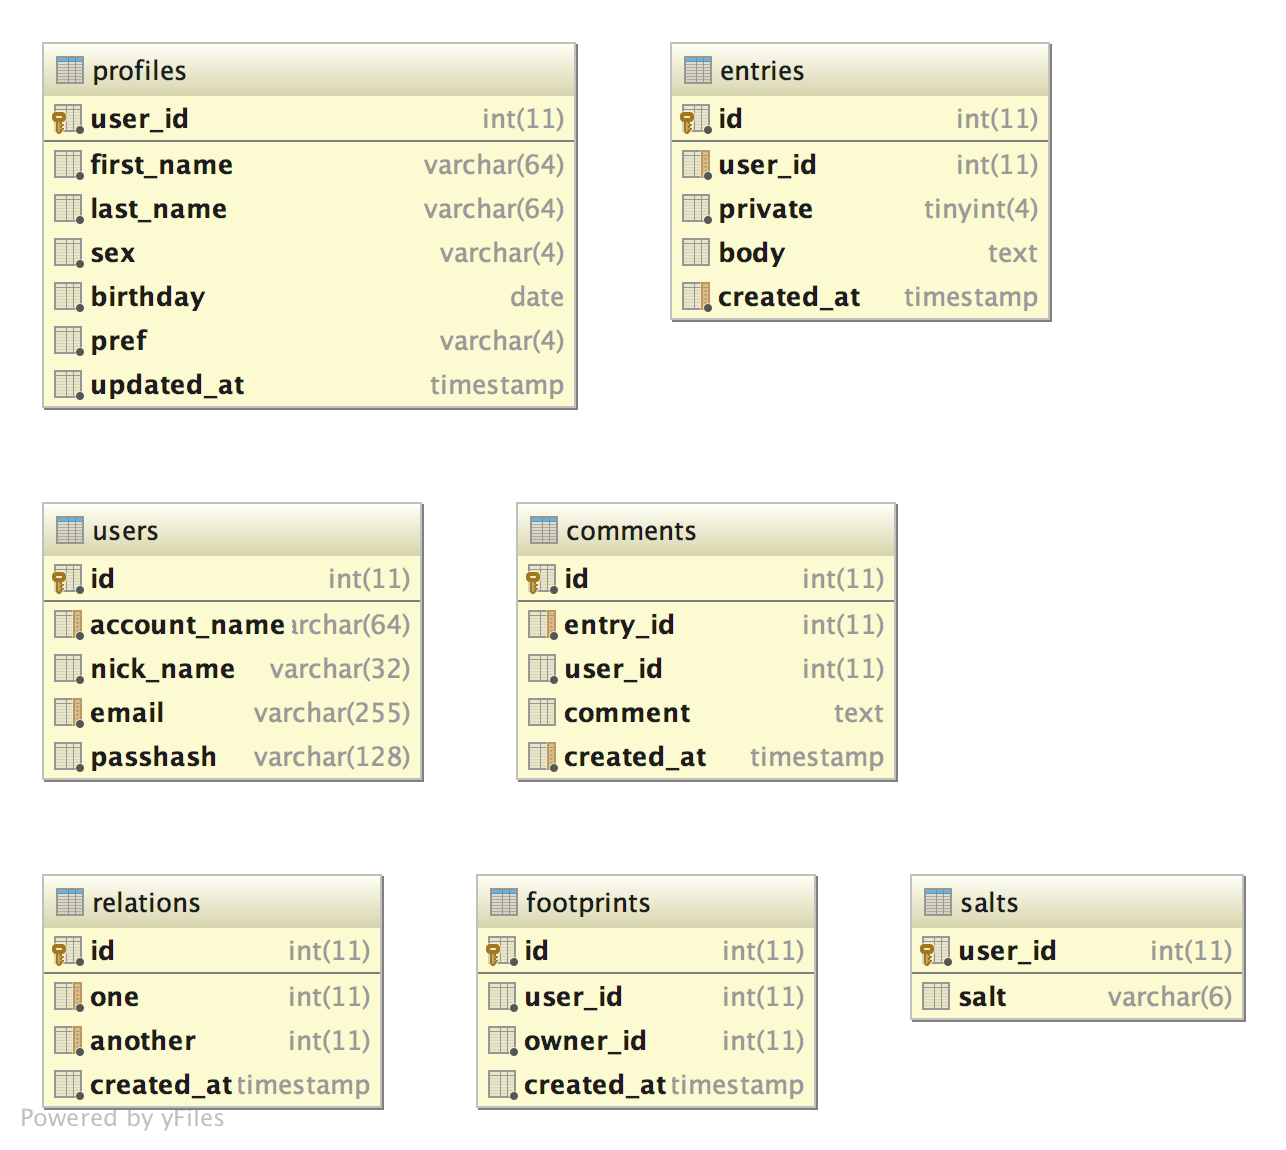 profiles
user_id int(11)
first_name varchar(64)
last_name varchar(64)
sex varchar(4)
birthday date
pref varchar(4)
updated_at timestamp
entries
id int(11)
user_id int(11)
private tinyint(4)
body text
created_at timestamp
users
id int(11)
account_name archar(64)
nick_name varchar(32)
email varchar(255)
passhash varchar(128)
comments
id int(11)
entry_id int(11)
user_id int(11)
comment text
created_at timestamp
relations
id int(11)
one int(11)
another int(11)
created_at timestamp
footprints
id int(11)
user_id int(11)
owner_id int(11)
created_at timestamp
salts
user_id int(11)
salt varchar(6)
Powered by yFiles